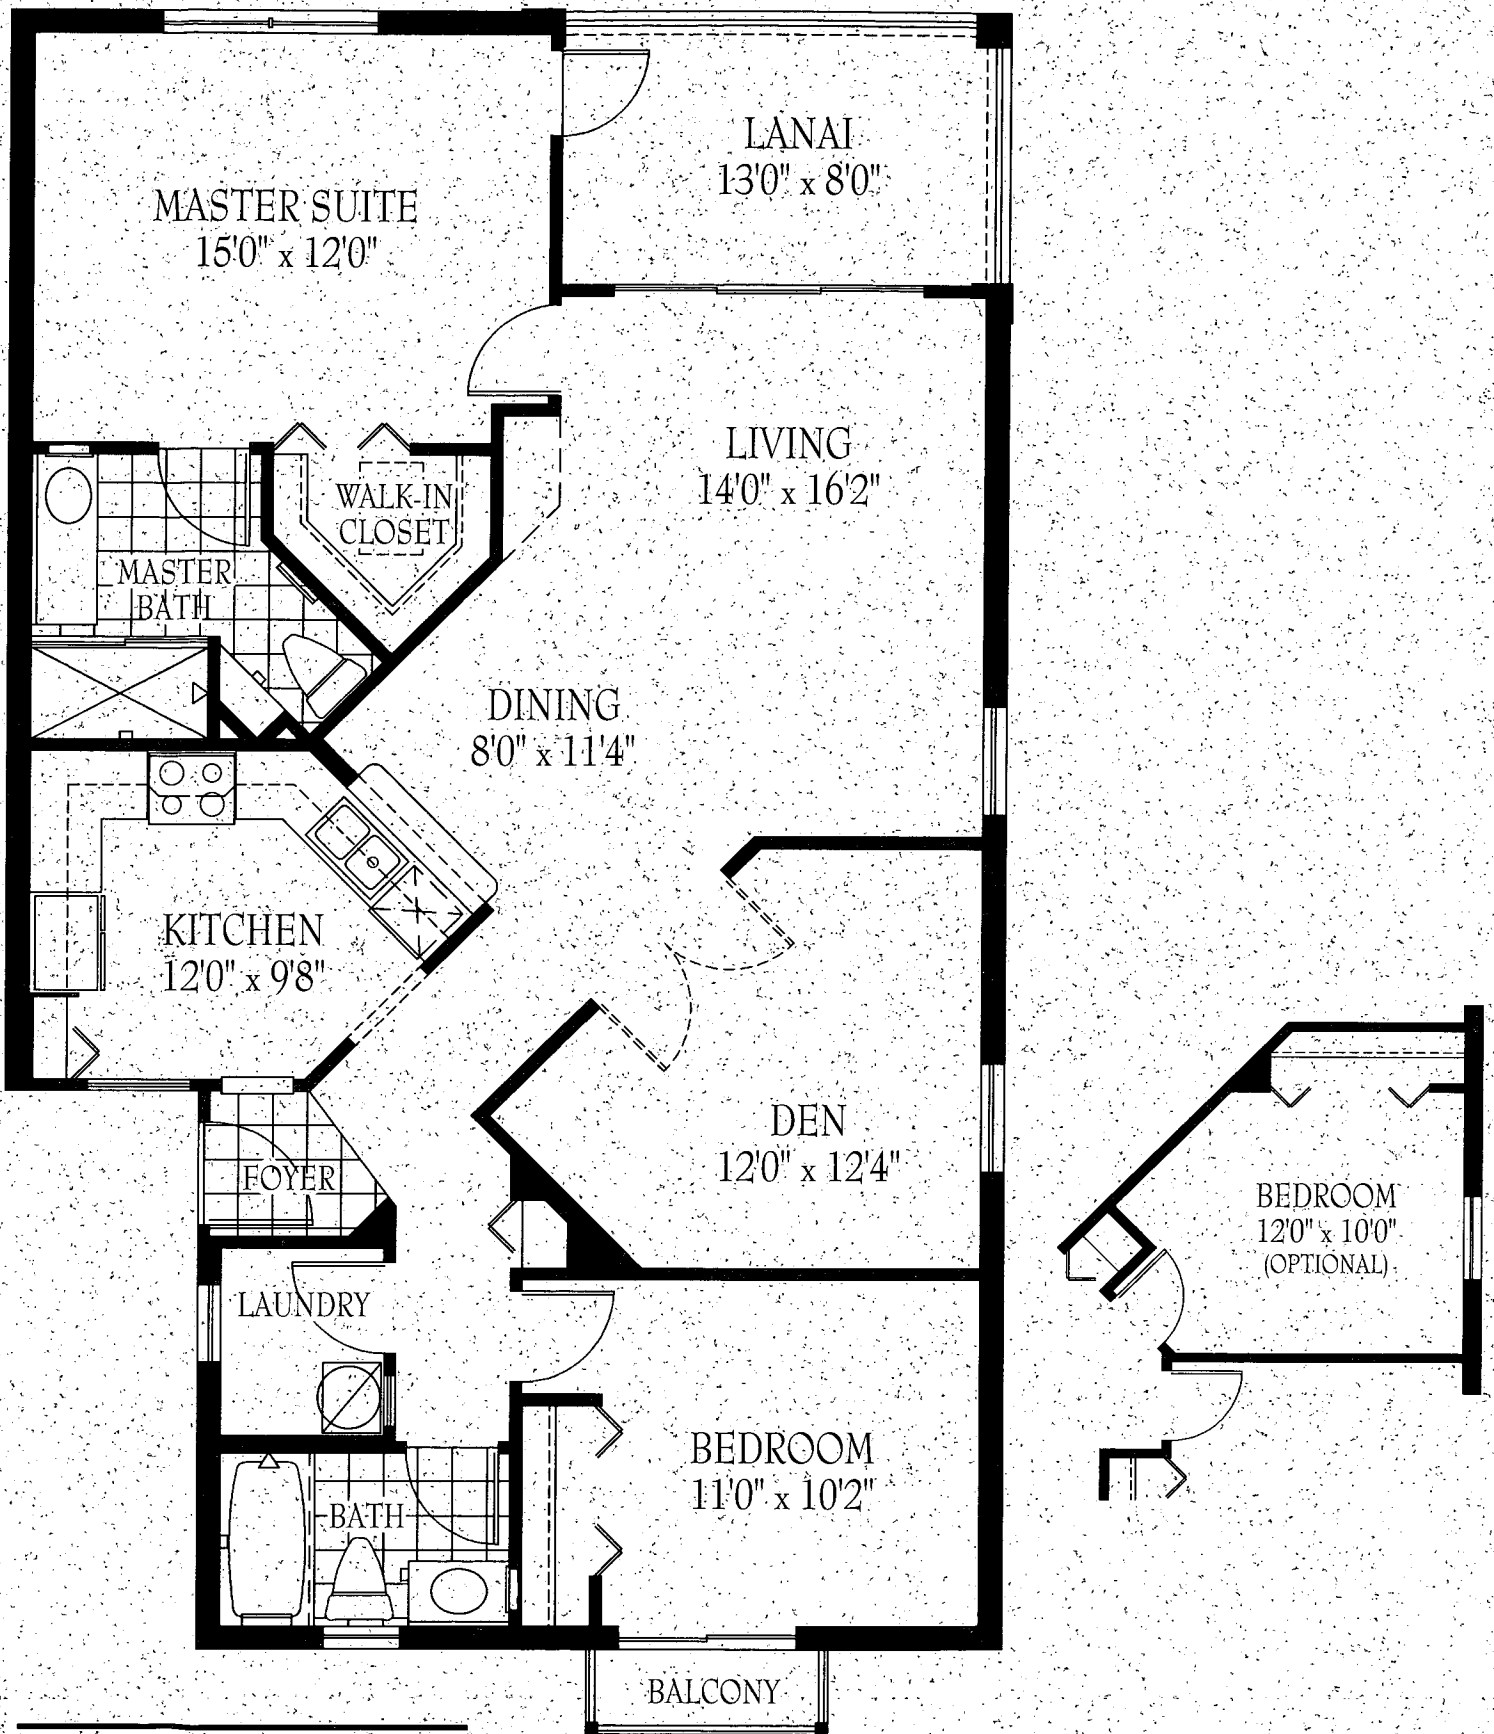 LANAI
13'0" x 8'0"
MASTER SUITE
15'0" x 12'0"
LIVING
14'0" x 16'2"
WALK-IN
CLOSET
MASTER
BATH
DINING
8'0" x 11'4"
KITCHEN
12'0" x 9'8"
DEN
12'0" x 12'4"
FOYER
BEDROOM
12'0" x 10'0"
(OPTIONAL)
LAUNDRY
BEDROOM
11'0" x 10'2"
BATH
BALCONY